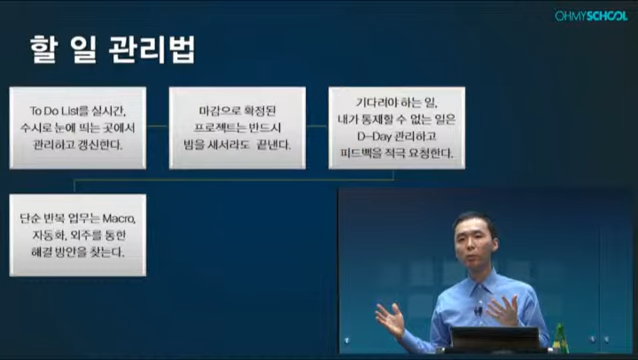 OHMYSCHOOL
할 일 관리법
To Do List를 실시간,
수시로 눈에 띄는 곳에서
관리하고 갱신한다.
마감으로 확정된
프로젝트는 반드시
밤을 새서라도 끝낸다.
기다려야 하는 일,
내가 통제할 수 없는 일은
D-Day 관리하고
피드백을 적극 요청한다.
단순 반복 업무는 Macro,
자동화, 외주를 통한
해결 방안을 찾는다.